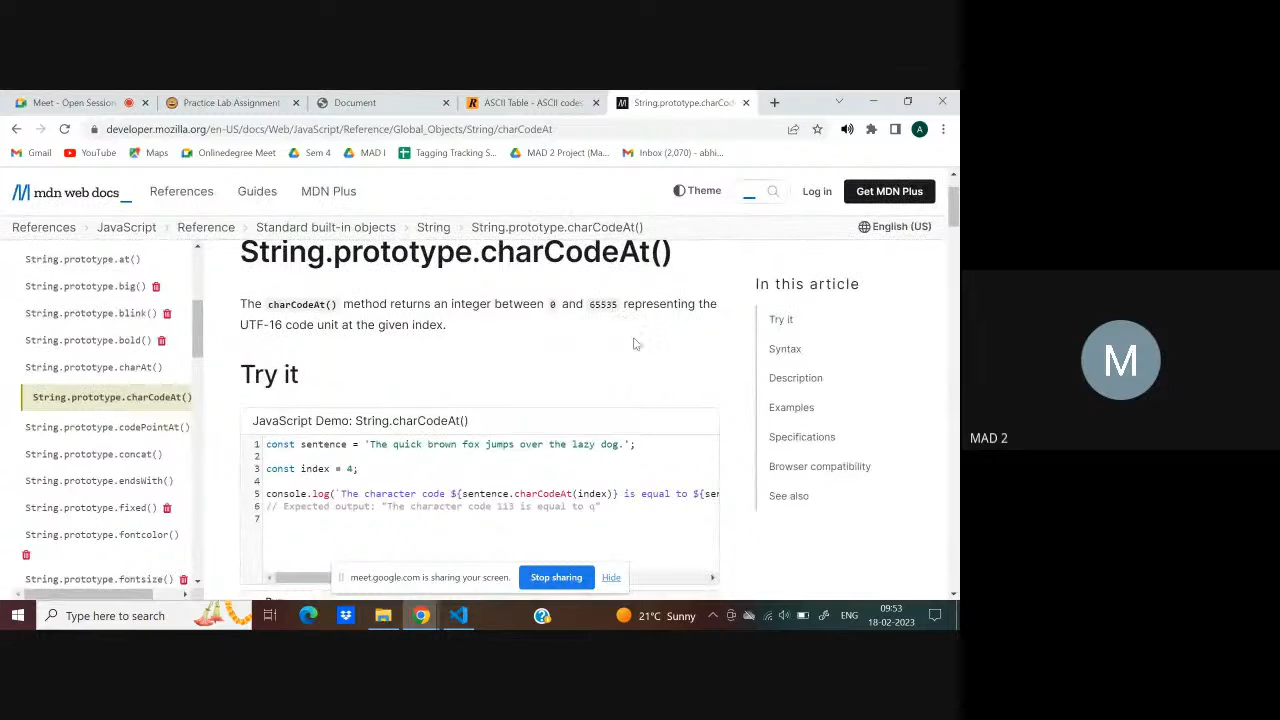 Meet - Open Session
Practice Lab Assignment
Document
ASCII Table - ASCII codes
String.prototype.charCod
developer.mozilla.org/en-US/docs/Web/JavaScript/Reference/Global_Objects/String/charCodeAt
A
Gmail
YouTube
Maps
Onlinedegree Meet
Sem 4
MAD I
Tagging Tracking S...
MAD 2 Project (Ma...
Inbox (2,070) - abhi...
mdn web docs
References
Guides
MDN Plus
Theme
Log in
Get MDN Plus
References
JavaScript
Reference
Standard built-in objects
String
String.prototype.charCodeAt()
English (US)
String.prototype.at()
String.prototype.big()
String.prototype.blink()
String.prototype.bold()
String.prototype.charAt()
String.prototype.charCodeAt()
String.prototype.codePointAt()
String.prototype.concat()
String.prototype.endsWith()
String.prototype.fixed()
String.prototype.fontcolor()
String.prototype.fontsize()
String.prototype.charCodeAt()
The charCodeAt() method returns an integer between 0 and 65535 representing the
UTF-16 code unit at the given index.
Try it
JavaScript Demo: String.charCodeAt()
1 const sentence = 'The quick brown fox jumps over the lazy dog.';
2
3 const index = 4;
4
5 console.log(`The character code ${sentence.charCodeAt(index)} is equal to ${sen
6 // Expected output: "The character code 113 is equal to q"
7
In this article
Try it
Syntax
Description
Examples
Specifications
Browser compatibility
See also
meet.google.com is sharing your screen.
Stop sharing
Hide
Type here to search
21°C Sunny
ENG
09:53
18-02-2023
M
MAD 2